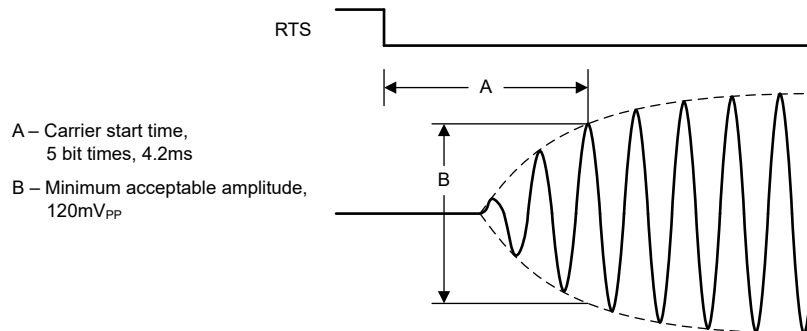 RTS
A
A – Carrier start time,
5 bit times, 4.2ms
B
B – Minimum acceptable amplitude,
120mVPP